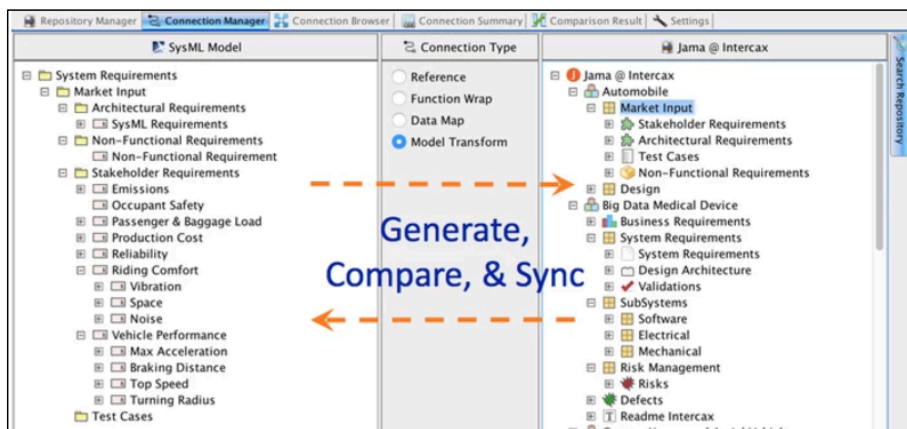 Repository Manager
Connection Manager
Connection Browser
Connection Summary
Comparison Result
Settings
SysML Model
System Requirements
Market Input
Architectural Requirements
SysML Requirements
Non-Functional Requirements
Non-Functional Requirement
Stakeholder Requirements
Emissions
Occupant Safety
Passenger & Baggage Load
Production Cost
Reliability
Riding Comfort
Vibration
Space
Noise
Vehicle Performance
Max Acceleration
Braking Distance
Top Speed
Turning Radius
Test Cases
Connection Type
Reference
Function Wrap
Data Map
Model Transform
Generate,
Compare, & Sync
Jama @ Intercax
Jama @ Intercax
Automobile
Market Input
Stakeholder Requirements
Architectural Requirements
Test Cases
Non-Functional Requirements
Design
Big Data Medical Device
Business Requirements
System Requirements
System Requirements
Design Architecture
Validations
SubSystems
Software
Electrical
Mechanical
Risk Management
Risks
Defects
Readme Intercax
Search Repository